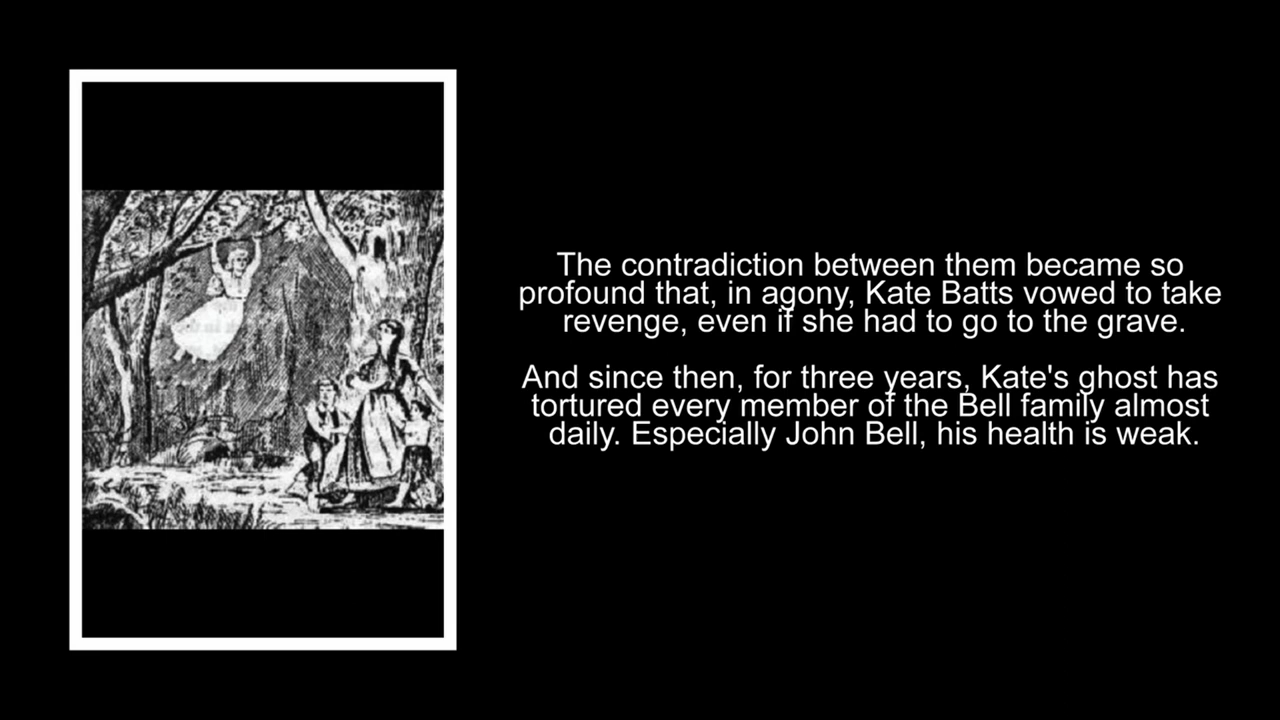 The contradiction between them became so
profound that, in agony, Kate Batts vowed to take
revenge, even if she had to go to the grave.
And since then, for three years, Kate's ghost has
tortured every member of the Bell family almost
daily. Especially John Bell, his health is weak.